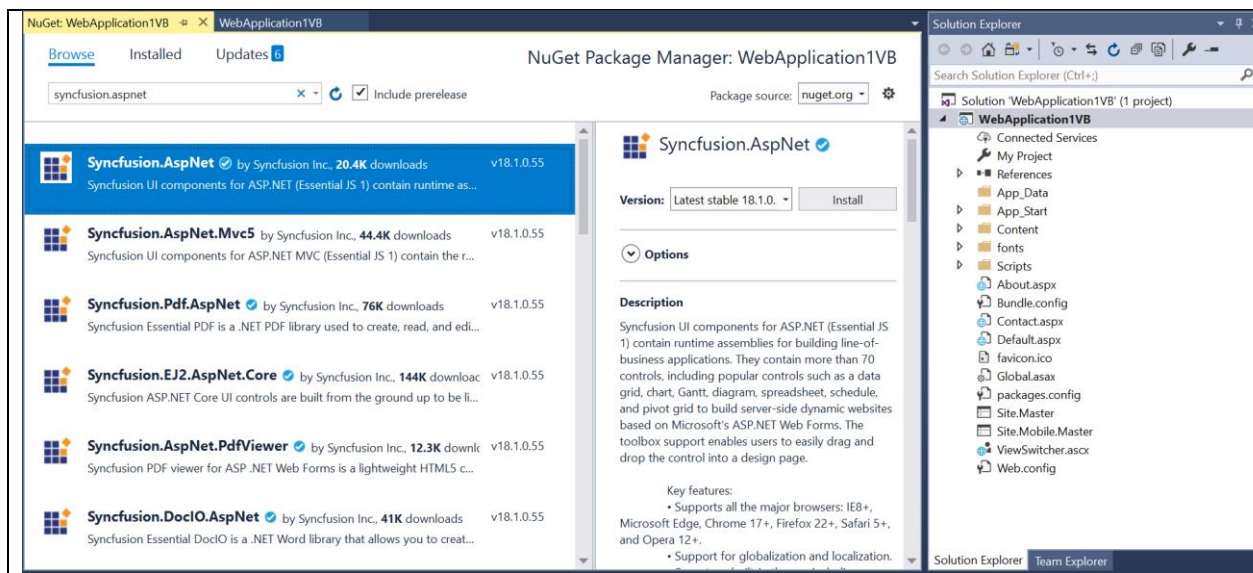 NuGet: WebApplication1VB
WebApplication1VB
Browse Installed Updates 6
NuGet Package Manager: WebApplication1VB
syncfusion.aspnet
Include prerelease
Package source: nuget.org
Syncfusion.AspNet by Syncfusion Inc., 20.4K downloads v18.1.0.55
Syncfusion UI components for ASP.NET (Essential JS 1) contain runtime as...
Syncfusion.AspNet.Mvc5 by Syncfusion Inc., 44.4K downloads v18.1.0.55
Syncfusion UI components for ASP.NET MVC (Essential JS 1) contain the r...
Syncfusion.Pdf.AspNet by Syncfusion Inc., 76K downloads v18.1.0.55
Syncfusion Essential PDF is a .NET PDF library used to create, read, and edi...
Syncfusion.EJ2.AspNet.Core by Syncfusion Inc., 144K downloac v18.1.0.55
Syncfusion ASP.NET Core UI controls are built from the ground up to be li...
Syncfusion.AspNet.PdfViewer by Syncfusion Inc., 12.3K downlc v18.1.0.55
Syncfusion PDF viewer for ASP .NET Web Forms is a lightweight HTML5 c...
Syncfusion.DocIO.AspNet by Syncfusion Inc., 41K downloads v18.1.0.55
Syncfusion Essential DocIO is a .NET Word library that allows you to creat...
Syncfusion.AspNet
Version: Latest stable 18.1.0. Install
Options
Description
Syncfusion UI components for ASP.NET (Essential JS
1) contain runtime assemblies for building line-of-
business applications. They contain more than 70
controls, including popular controls such as a data
grid, chart, Gantt, diagram, spreadsheet, schedule,
and pivot grid to build server-side dynamic websites
based on Microsoft's ASP.NET Web Forms. The
toolbox support enables users to easily drag and
drop the control into a design page.
Key features:
• Supports all the major browsers: IE8+,
Microsoft Edge, Chrome 17+, Firefox 22+, Safari 5+,
and Opera 12+.
• Support for globalization and localization.
Solution Explorer
Search Solution Explorer (Ctrl+;)
Solution 'WebApplication1VB' (1 project)
WebApplication1VB
Connected Services
My Project
References
App_Data
App_Start
Content
fonts
Scripts
About.aspx
Bundle.config
Contact.aspx
Default.aspx
favicon.ico
Global.asax
packages.config
Site.Master
Site.Mobile.Master
ViewSwitcher.ascx
Web.config
Solution Explorer Team Explorer